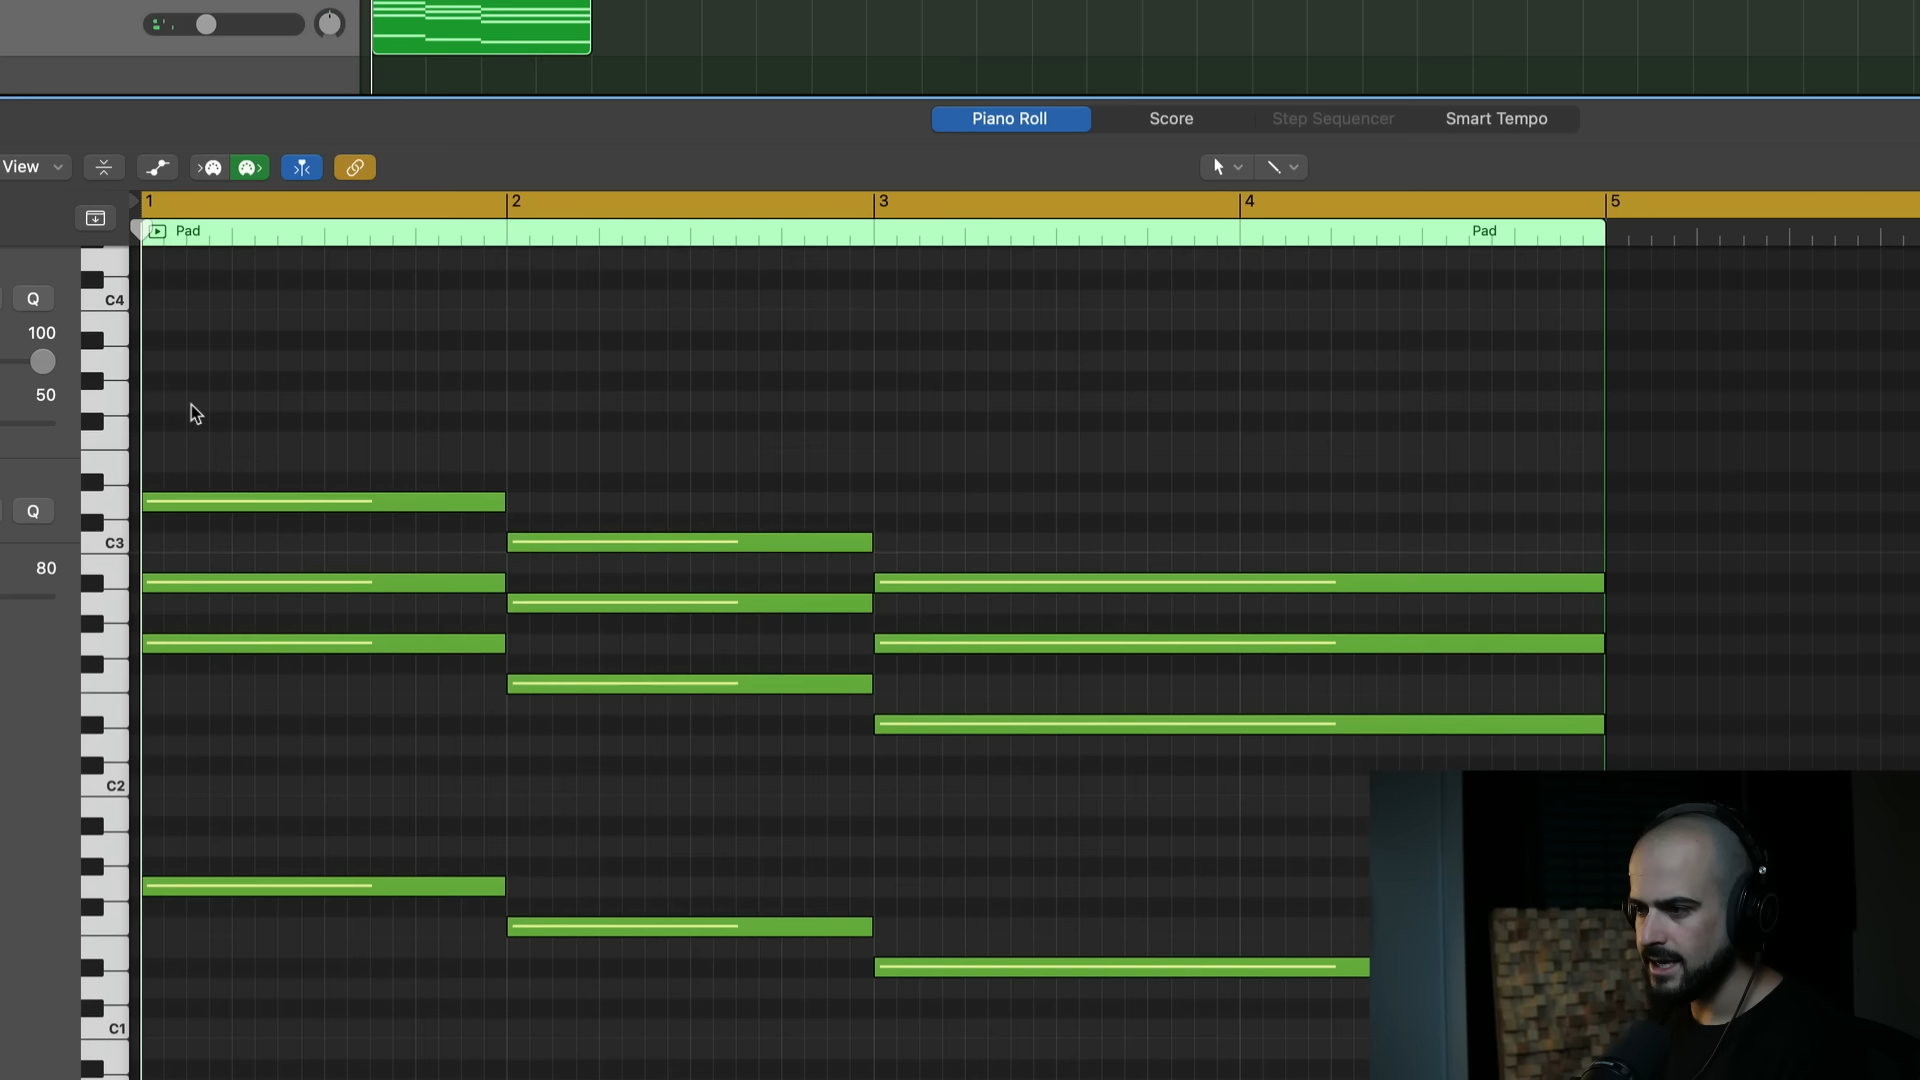 Piano Roll
Score
Step Sequencer
Smart Tempo
View
1
2
3
4
5
Pad
Pad
C4
Q
100
50
Q
C3
80
C2
C1